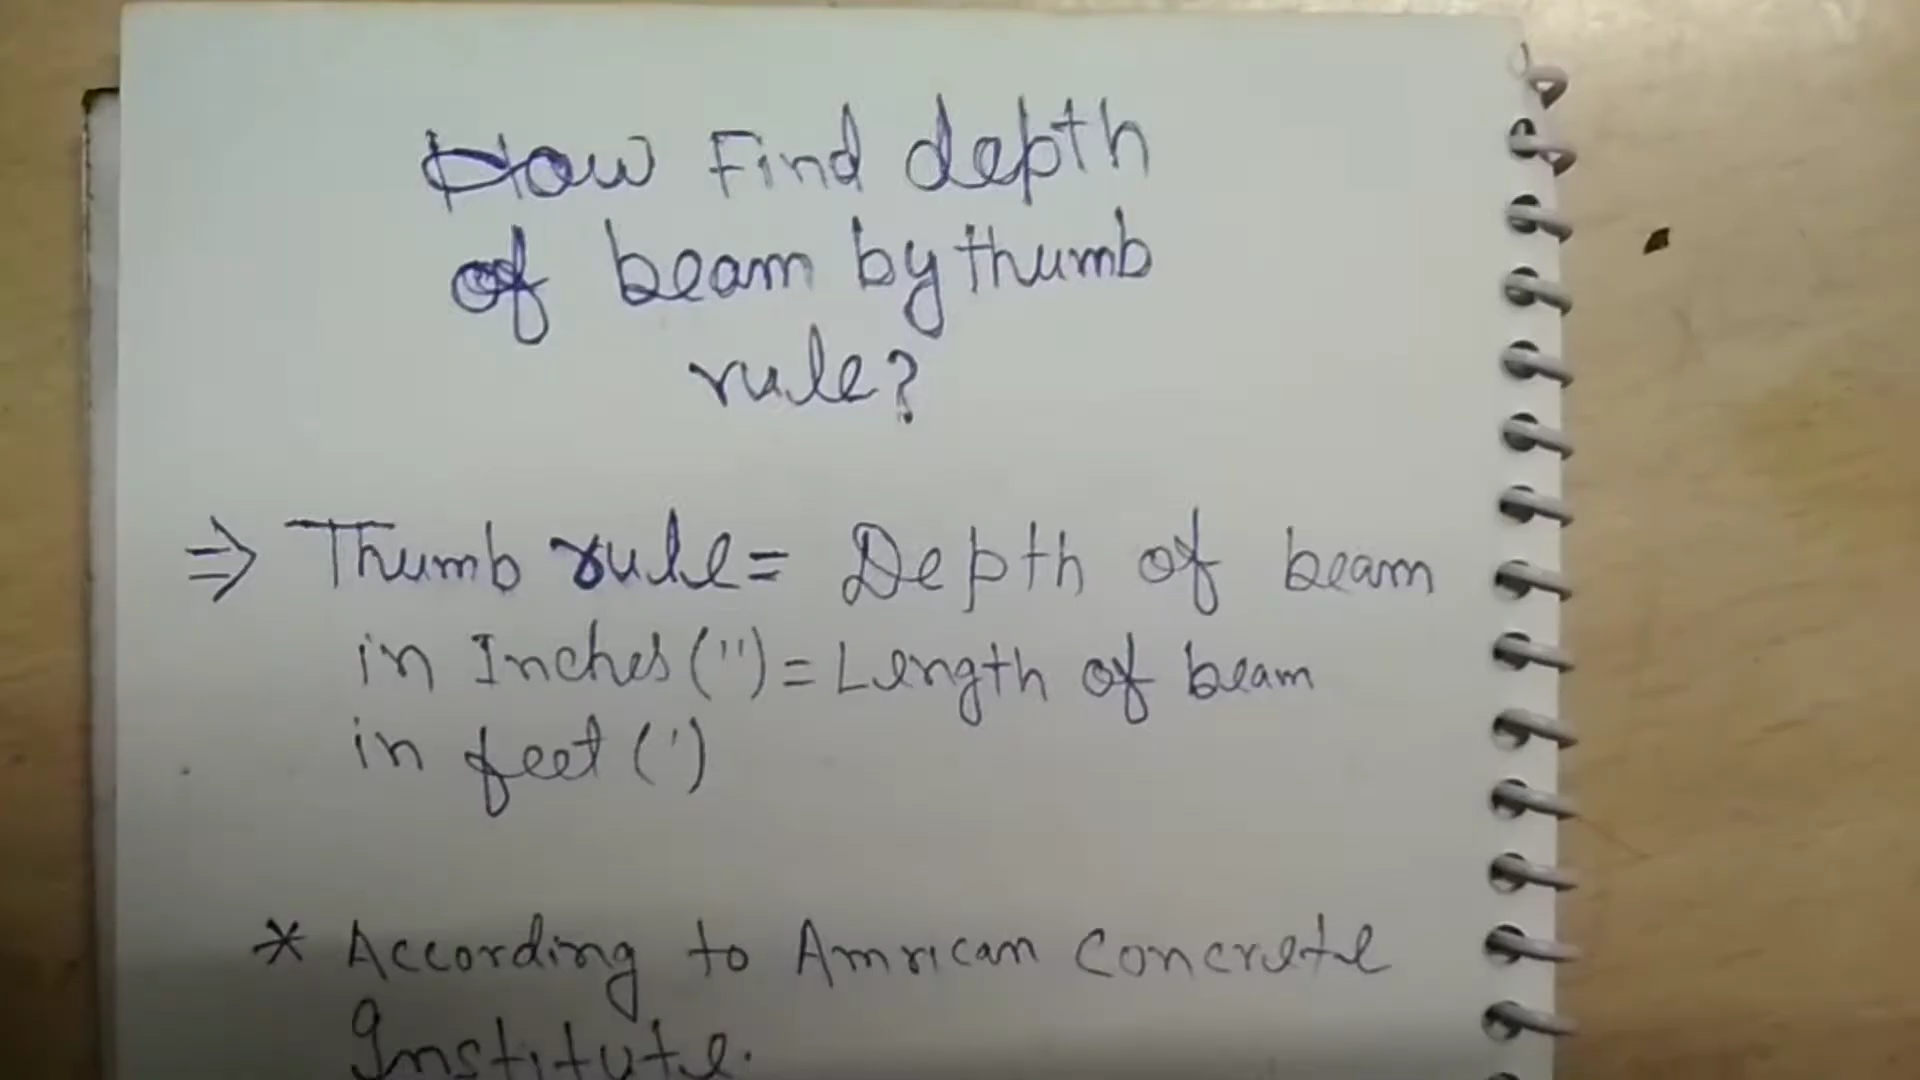 How Find depth
of beam by thumb
rule?
⇒ Thumb rule = Depth of beam
in Inches (") = Length of beam
in feet (')
* According to Amrican Concrete
Institute.